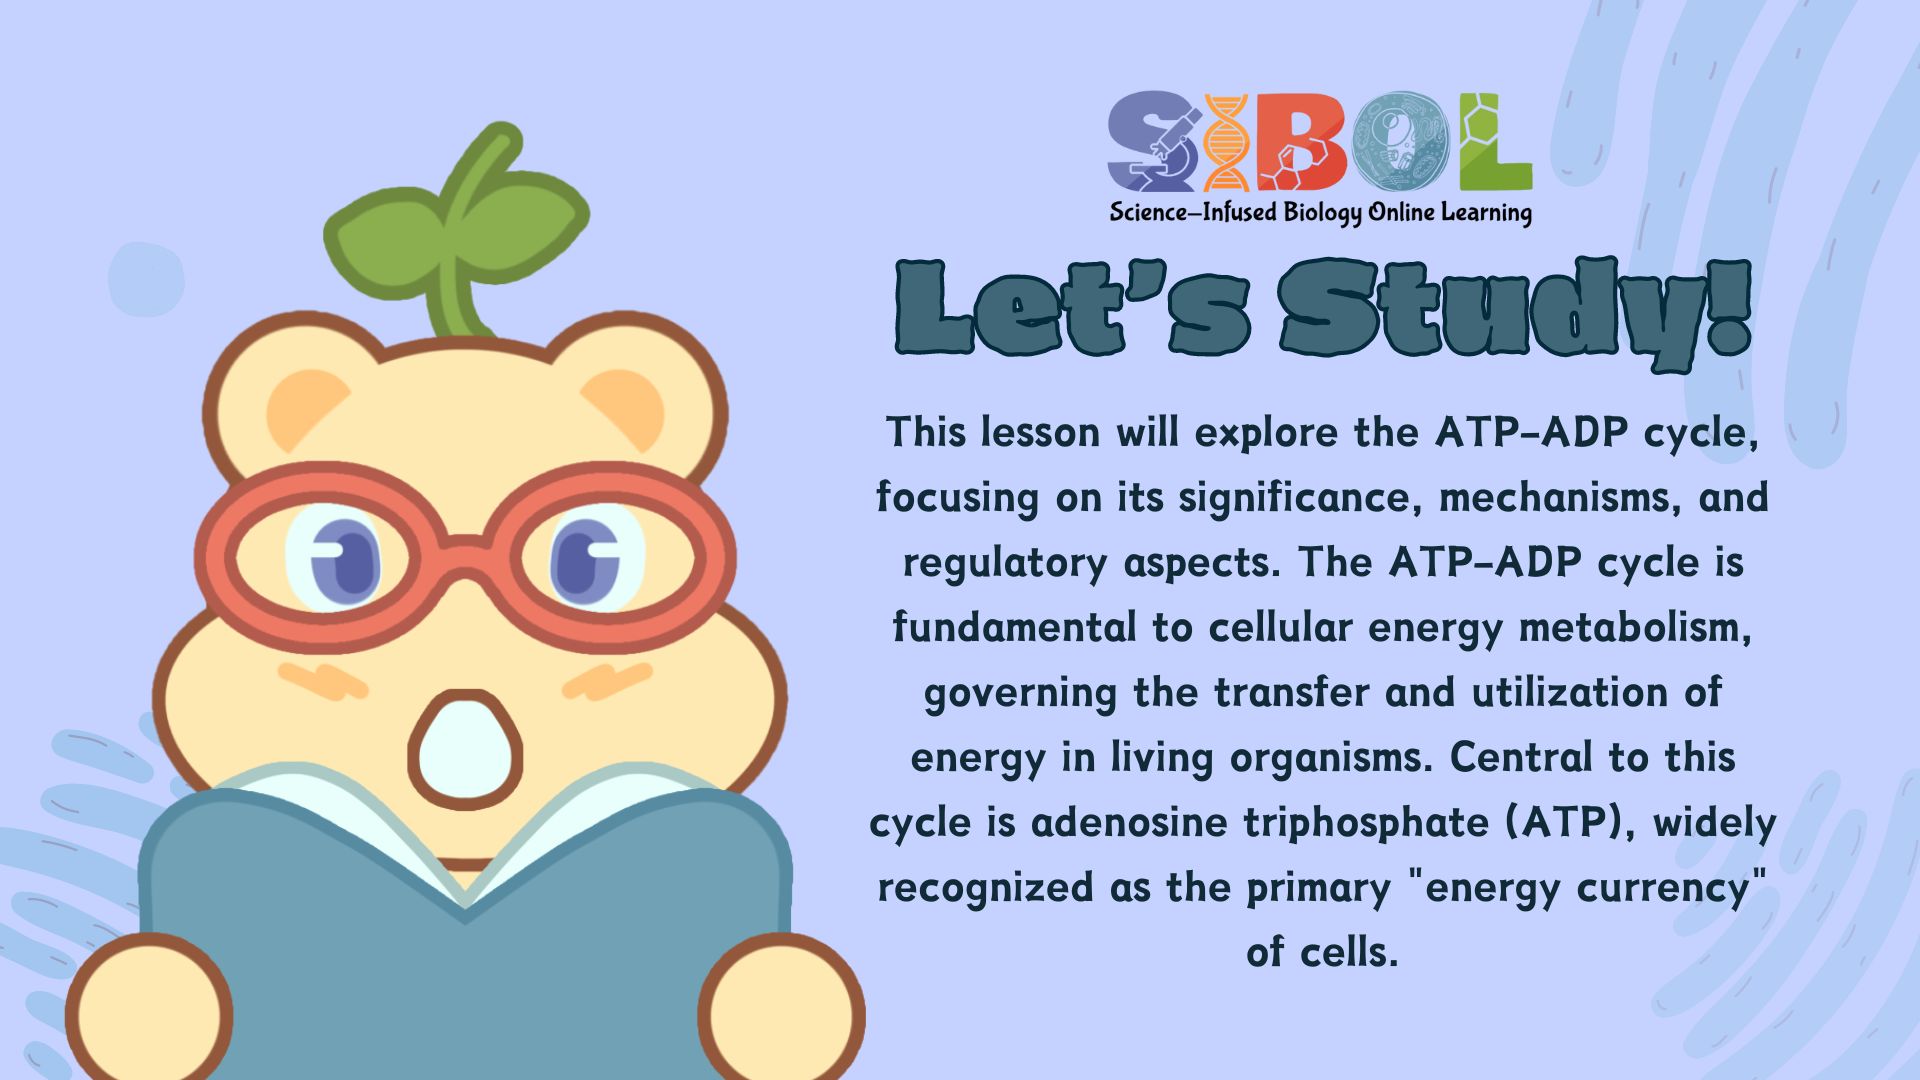 SIBOL
Science-Infused Biology Online Learning
Let's Study!
This lesson will explore the ATP-ADP cycle,
focusing on its significance, mechanisms, and
regulatory aspects. The ATP-ADP cycle is
fundamental to cellular energy metabolism,
governing the transfer and utilization of
energy in living organisms. Central to this
cycle is adenosine triphosphate (ATP), widely
recognized as the primary "energy currency"
of cells.